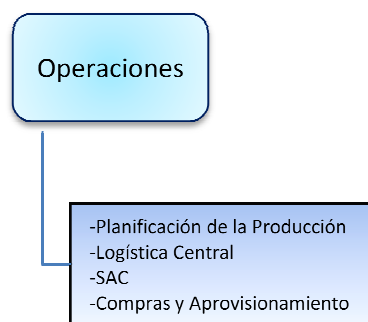 Operaciones
-Planificación de la Producción
-Logística Central
-SAC
-Compras y Aprovisionamiento